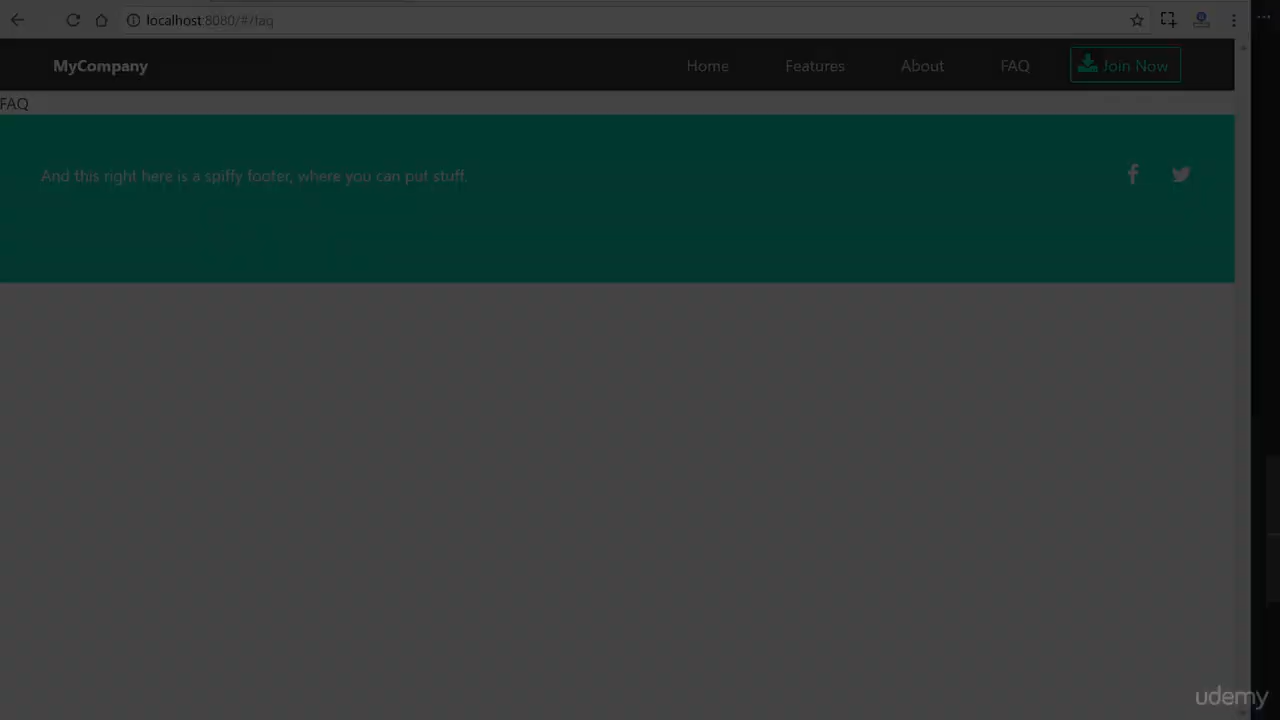 localhost:8080/#/faq
MyCompany
Home
Features
About
FAQ
Join Now
FAQ
And this right here is a spiffy footer, where you can put stuff.
udemy